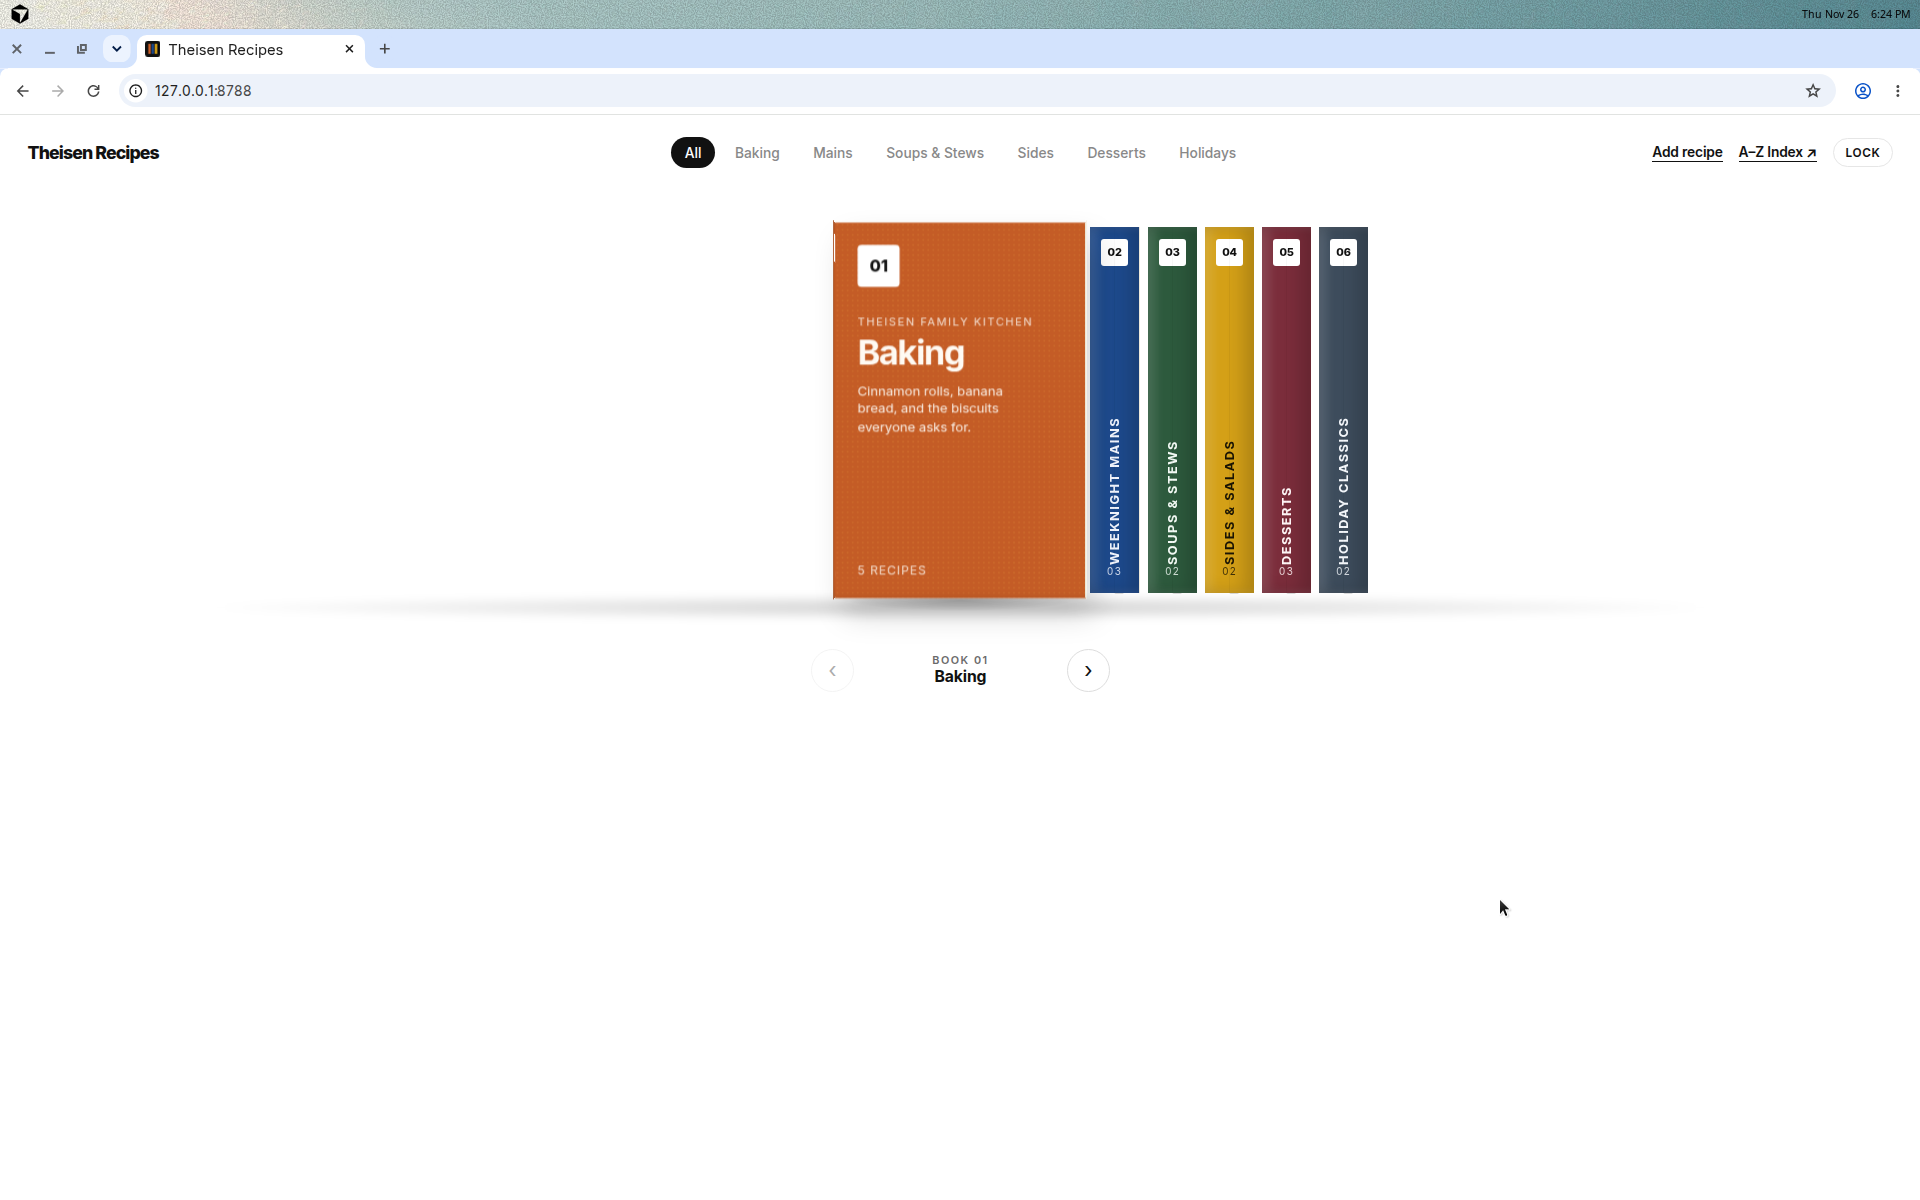 Thu Nov 26 6:24 PM
Theisen Recipes
127.0.0.1:8788
Theisen Recipes
All
Baking
Mains
Soups & Stews
Sides
Desserts
Holidays
Add recipe
A–Z Index ↗
LOCK
01
THEISEN FAMILY KITCHEN
Baking
Cinnamon rolls, banana
bread, and the biscuits
everyone asks for.
5 RECIPES
02
WEEKNIGHT MAINS
03
03
SOUPS & STEWS
02
04
SIDES & SALADS
02
05
DESSERTS
03
06
HOLIDAY CLASSICS
02
BOOK 01
Baking